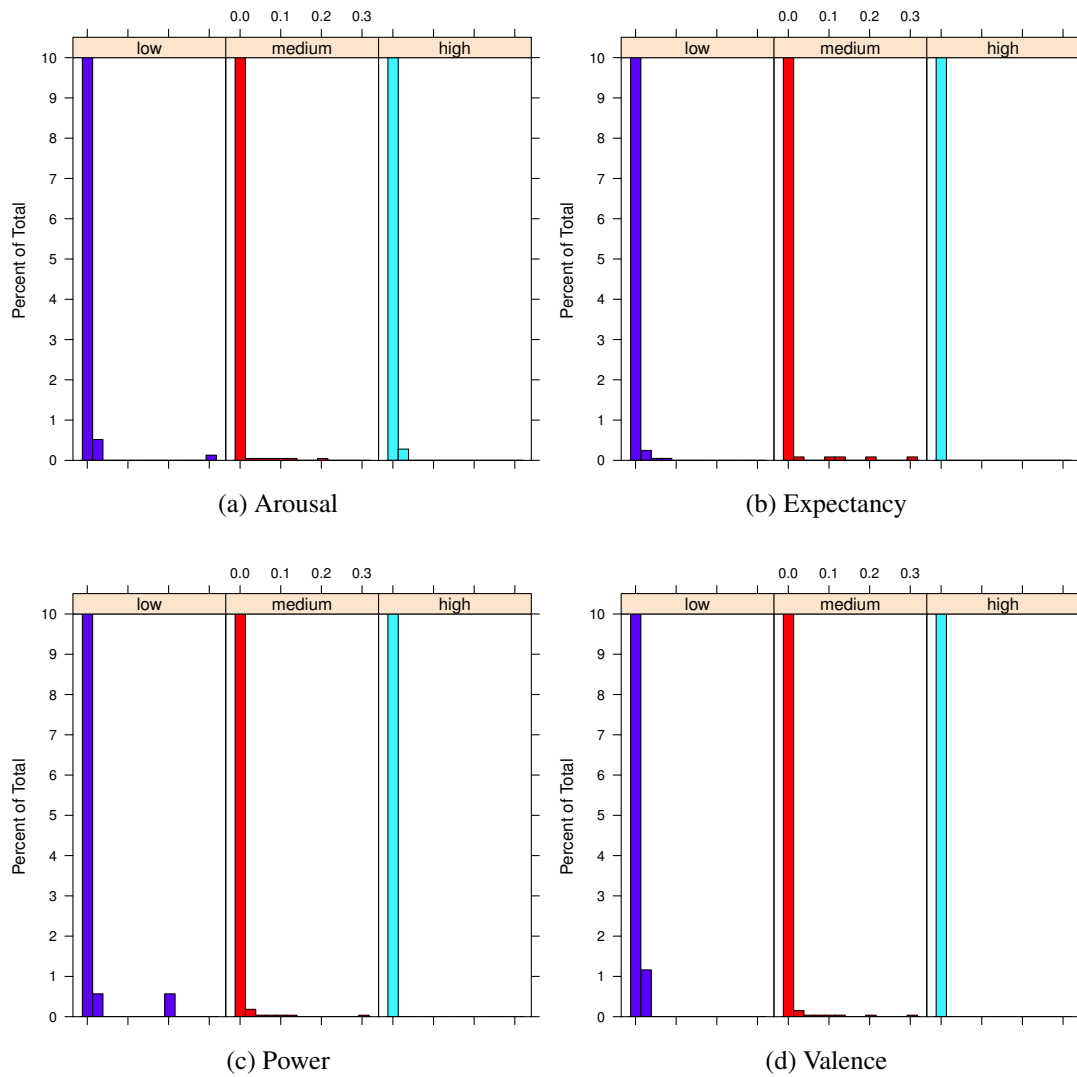 0.0 0.1 0.2 0.3
low medium high
10
9
8
7
6
5
4
3
2
1
0
Percent of Total
(a) Arousal
0.0 0.1 0.2 0.3
low medium high
10
9
8
7
6
5
4
3
2
1
0
Percent of Total
(b) Expectancy
0.0 0.1 0.2 0.3
low medium high
10
9
8
7
6
5
4
3
2
1
0
Percent of Total
(c) Power
0.0 0.1 0.2 0.3
low medium high
10
9
8
7
6
5
4
3
2
1
0
Percent of Total
(d) Valence